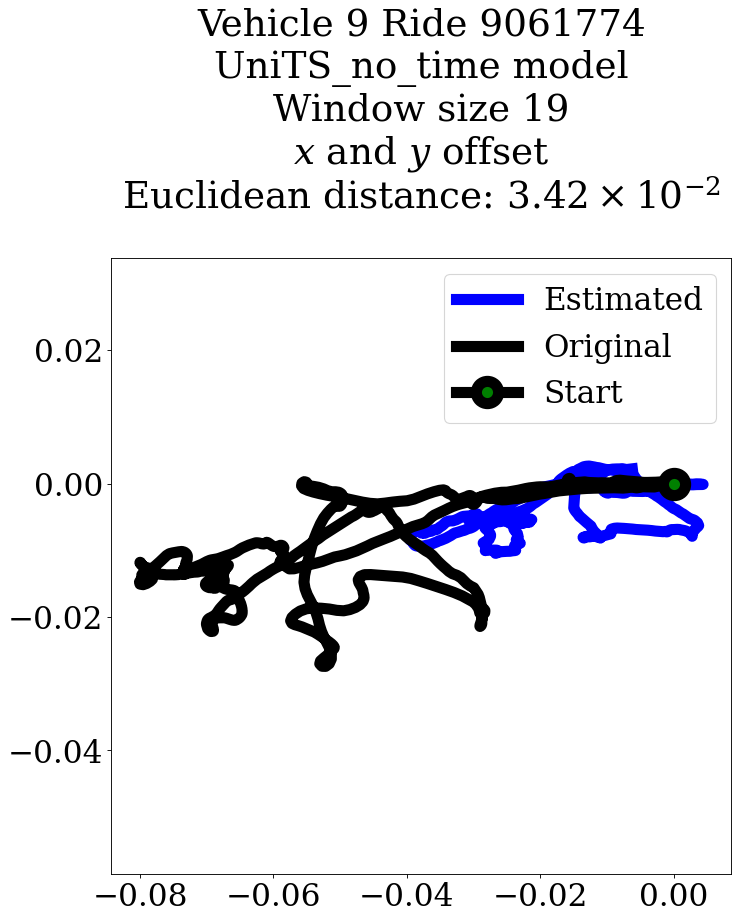 Vehicle 9 Ride 9061774
UniTS_no_time model
Window size 19
x and y offset
Euclidean distance: 3.42 × 10⁻²
Estimated
Original
Start
0.02
0.00
−0.02
−0.04
−0.08 −0.06 −0.04 −0.02 0.00